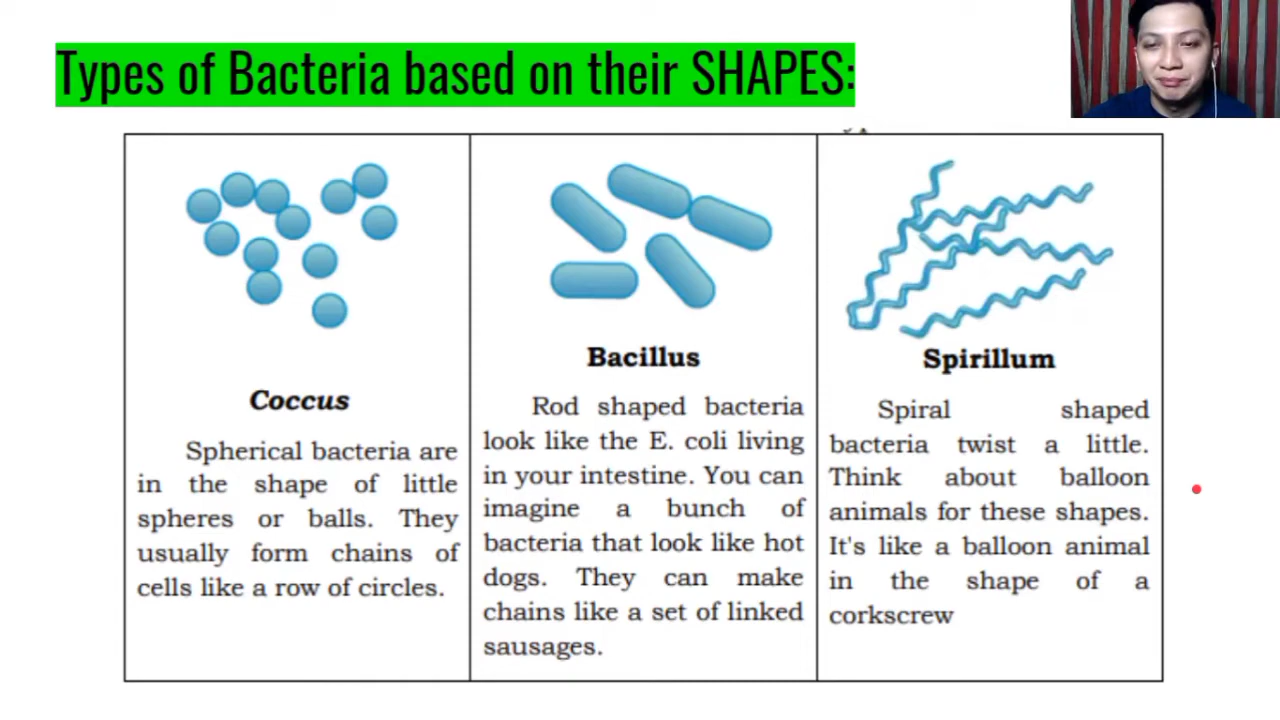 Types of Bacteria based on their SHAPES:
Coccus
Spherical bacteria are
in the shape of little
spheres or balls. They
usually form chains of
cells like a row of circles.
Bacillus
Rod shaped bacteria
look like the E. coli living
in your intestine. You can
imagine a bunch of
bacteria that look like hot
dogs. They can make
chains like a set of linked
sausages.
Spirillum
Spiral shaped
bacteria twist a little.
Think about balloon
animals for these shapes.
It's like a balloon animal
in the shape of a
corkscrew